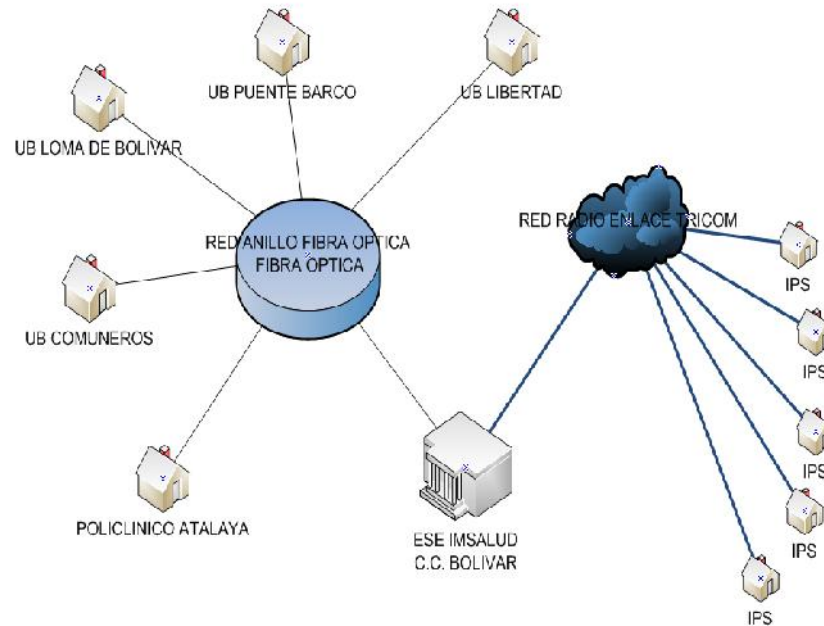 UB PUENTE BARCO
UB LIBERTAD
UB LOMA DE BOLIVAR
RED ANILLO FIBRA OPTICA
FIBRA OPTICA
RED RADIO ENLACE TRICOM
IPS
IPS
UB COMUNEROS
IPS
POLICLINICO ATALAYA
ESE IMSALUD
C.C. BOLIVAR
IPS
IPS